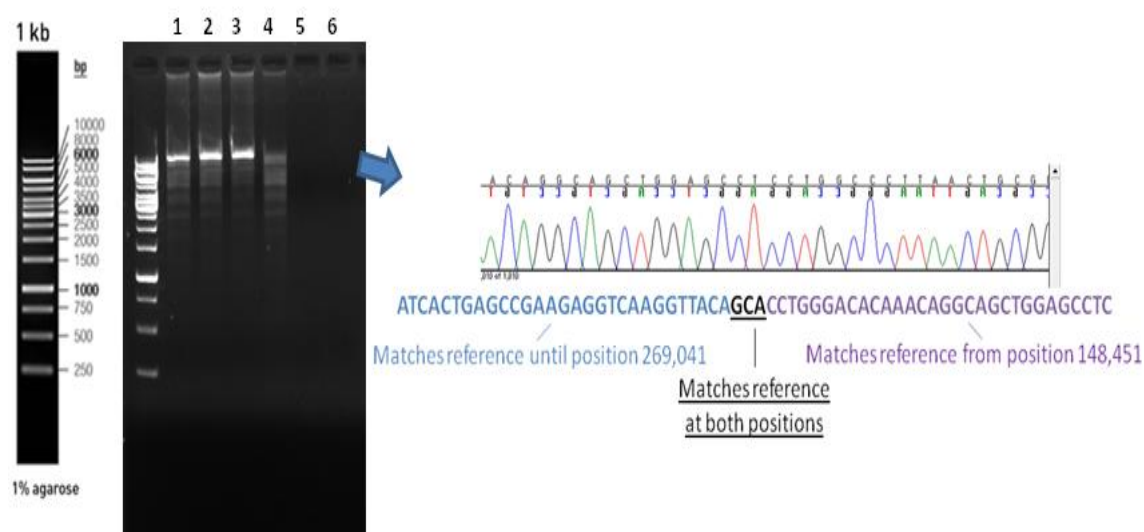 1 kb
bp
10000
8000
6000
5000
4000
3500
3000
2500
2000
1500
1000
750
500
250
1% agarose
1 2 3 4 5 6
A C A G G C A G C T G G A G C C T C C T G G C C C C T T A A C T G C G
ATCACTGAGCCGAAGAGGTCAAGGTTACAGCACCTGGGACACAAACAGGCAGCTGGAGCCTC
Matches reference until position 269,041
Matches reference from position 148,451
Matches reference
at both positions